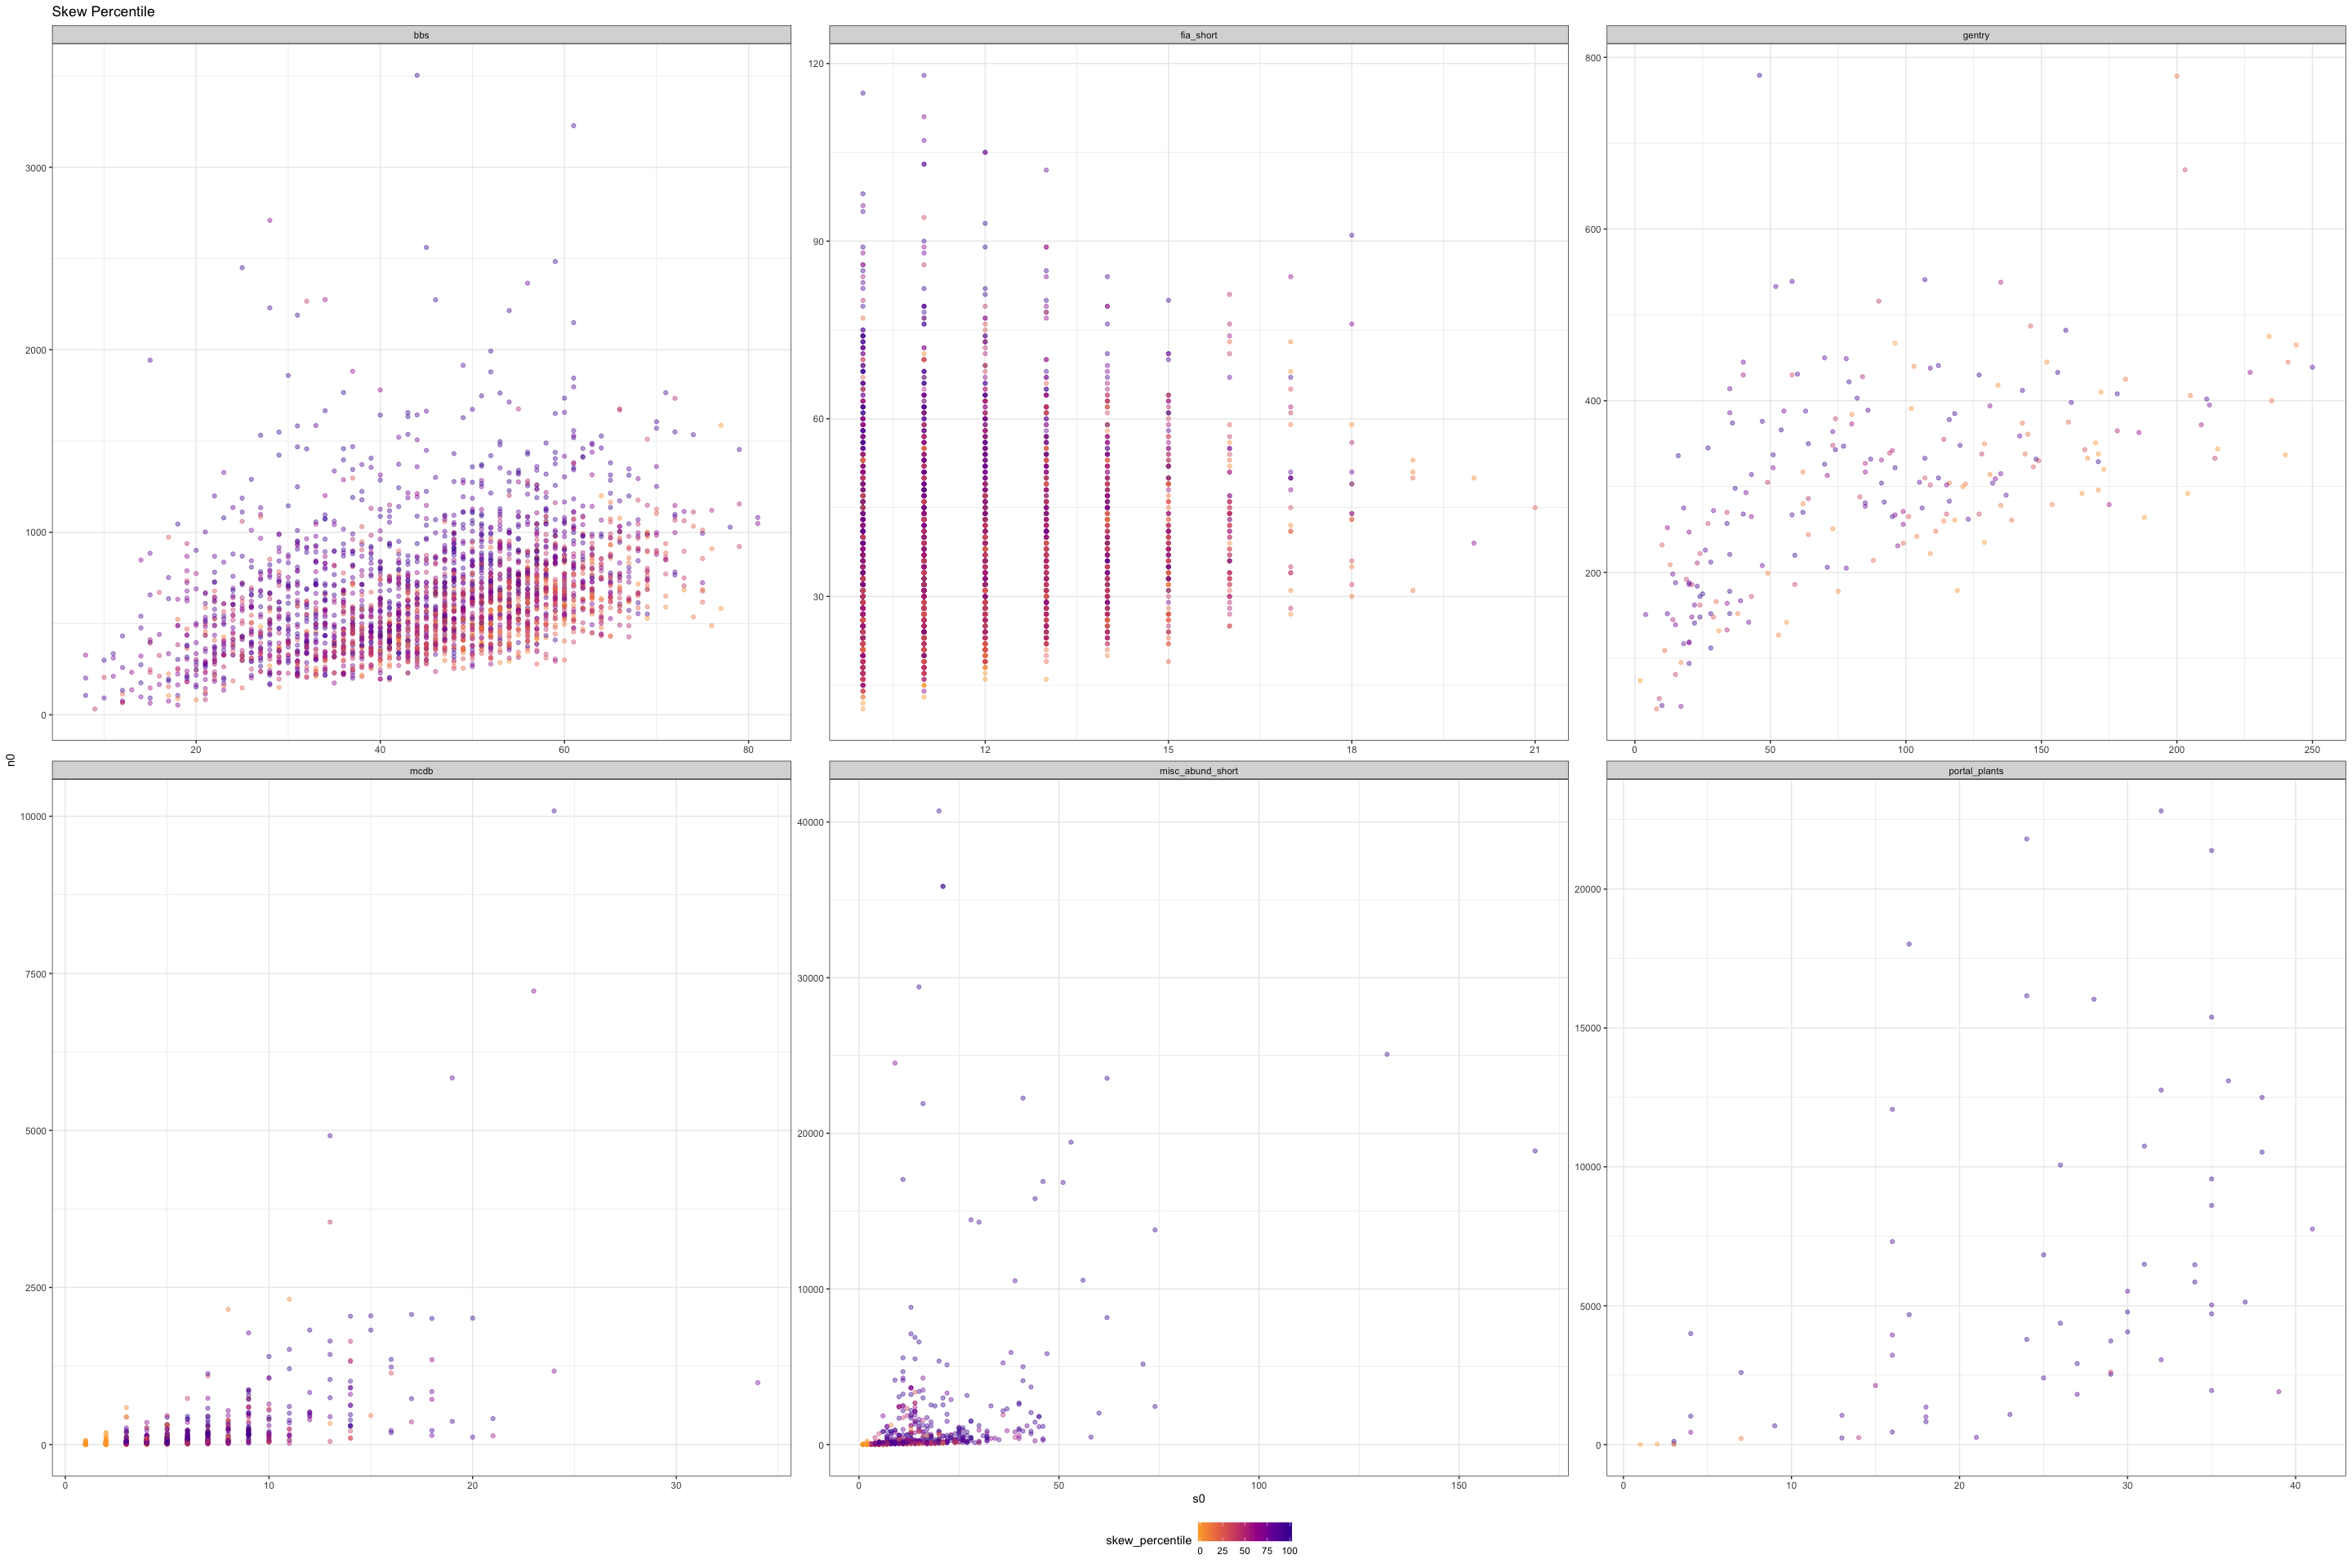 Skew Percentile
bbs
fia_short
gentry
3000
2000
1000
0
20 40 60 80
120
90
60
30
12 15 18 21
800
600
400
200
0 50 100 150 200 250
n0
mcdb
misc_abund_short
portal_plants
10000
7500
5000
2500
0
0 10 20 30
40000
30000
20000
10000
0
0 50 100 150
20000
15000
10000
5000
0
0 10 20 30 40
s0
skew_percentile
0 25 50 75 100